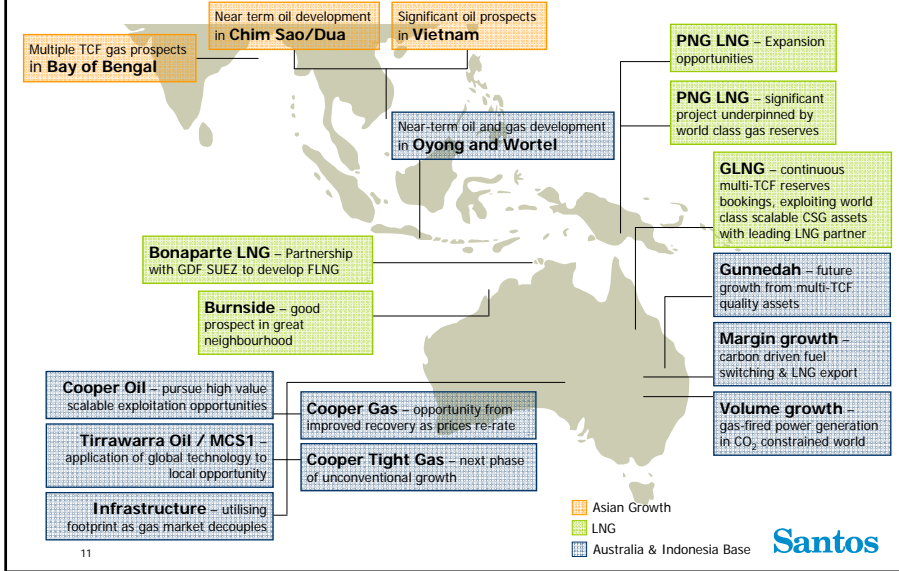 Near term oil development
in Chim Sao/Dua
Significant oil prospects
in Vietnam
Multiple TCF gas prospects
in Bay of Bengal
PNG LNG – Expansion
opportunities
PNG LNG – significant
project underpinned by
world class gas reserves
Near-term oil and gas development
in Oyong and Wortel
GLNG – continuous
multi-TCF reserves
bookings, exploiting world
class scalable CSG assets
with leading LNG partner
Bonaparte LNG – Partnership
with GDF SUEZ to develop FLNG
Burnside – good
prospect in great
neighbourhood
Gunnedah – future
growth from multi-TCF
quality assets
Margin growth –
carbon driven fuel
switching & LNG export
Volume growth –
gas-fired power generation
in CO2 constrained world
Cooper Oil – pursue high value
scalable exploitation opportunities
Cooper Gas – opportunity from
improved recovery as prices re-rate
Tirrawarra Oil / MCS1 –
application of global technology to
local opportunity
Cooper Tight Gas – next phase
of unconventional growth
Infrastructure – utilising
footprint as gas market decouples
Asian Growth
LNG
Australia & Indonesia Base
Santos
11